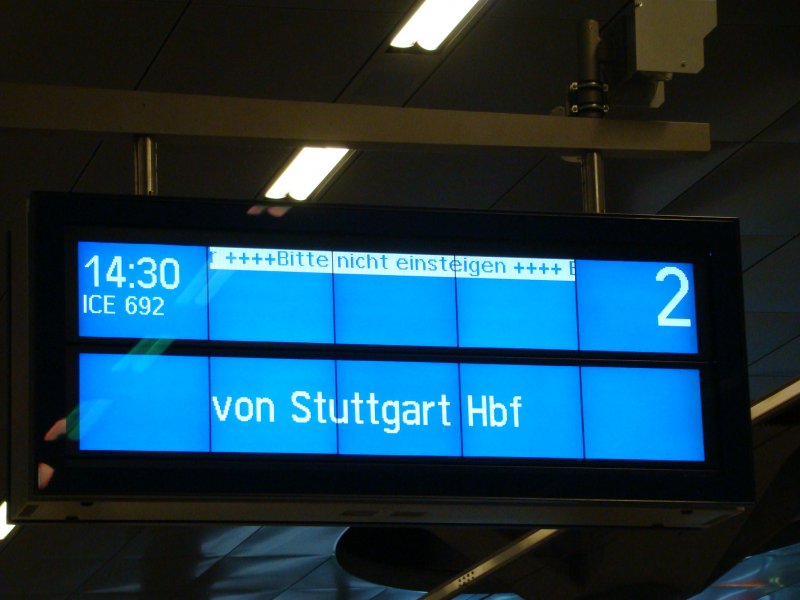 14:30
ICE 692
++++Bitte nicht einsteigen ++++
2
von Stuttgart Hbf